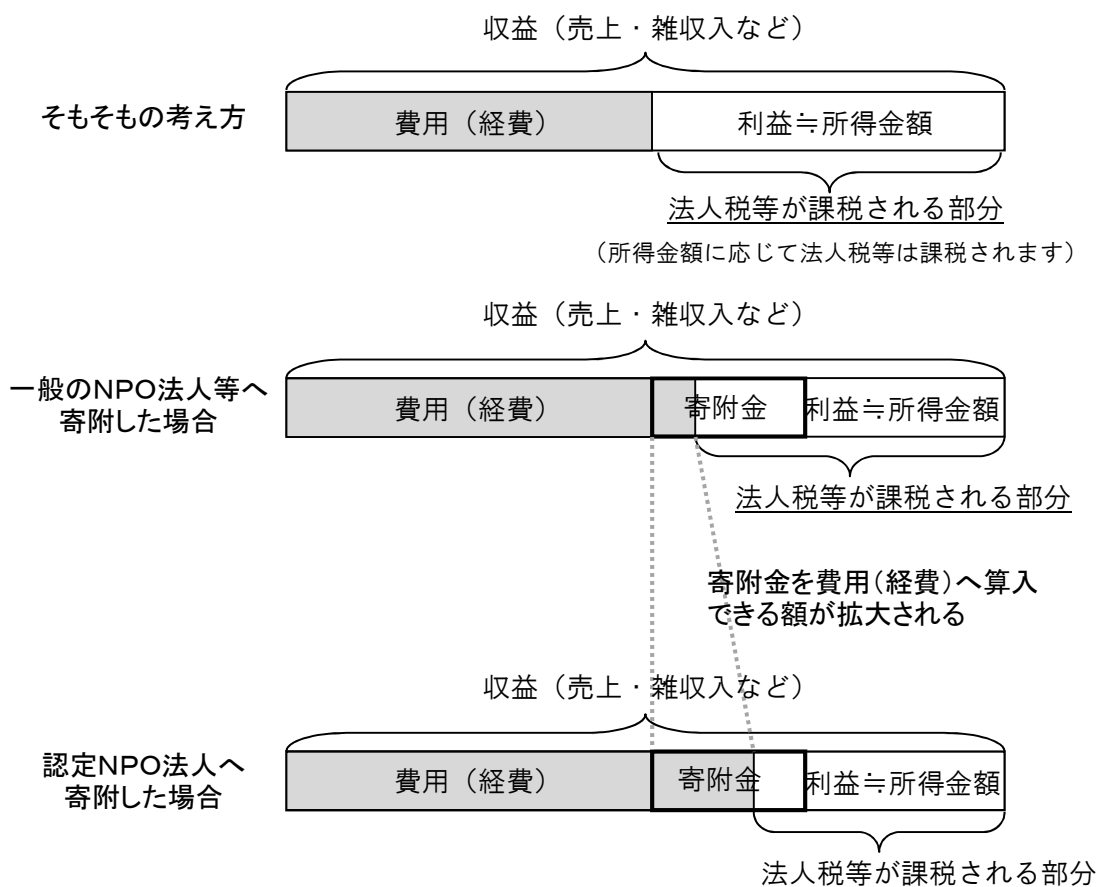 収益（売上・雑収入など）
そもそもの考え方
費用（経費）
利益≒所得金額
法人税等が課税される部分
（所得金額に応じて法人税等は課税されます）
収益（売上・雑収入など）
一般のNPO法人等へ
寄附した場合
費用（経費）
寄附金
利益≒所得金額
法人税等が課税される部分
寄附金を費用（経費）へ算入
できる額が拡大される
収益（売上・雑収入など）
認定NPO法人へ
寄附した場合
費用（経費）
寄附金
利益≒所得金額
法人税等が課税される部分